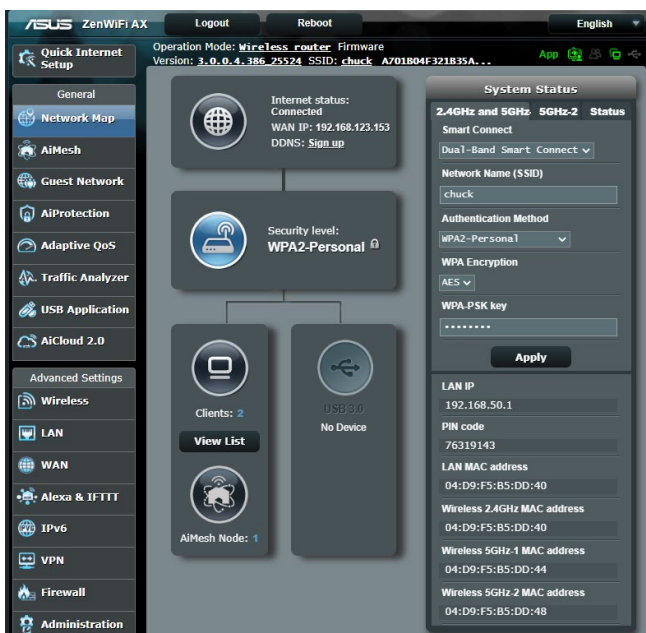 ASUS ZenWiFi AX Logout Reboot English
Quick Internet Setup
General
Network Map
AiMesh
Guest Network
AiProtection
Adaptive QoS
Traffic Analyzer
USB Application
AiCloud 2.0
Advanced Settings
Wireless
LAN
WAN
Alexa & IFTTT
IPv6
VPN
Firewall
Administration
Operation Mode: Wireless router Firmware
Version: 3.0.0.4.386_25524 SSID: chuck A701B04F321B35A...
App
Internet status:
Connected
WAN IP: 192.168.123.153
DDNS: Sign up
Security level:
WPA2-Personal
Clients: 2
View List
AiMesh Node: 1
USB 3.0
No Device
System Status
2.4GHz and 5GHz- 5GHz-2 Status
Smart Connect
Dual-Band Smart Connect
Network Name (SSID)
chuck
Authentication Method
WPA2-Personal
WPA Encryption
AES
WPA-PSK key
........
Apply
LAN IP
192.168.50.1
PIN code
76319143
LAN MAC address
04:D9:F5:B5:DD:40
Wireless 2.4GHz MAC address
04:D9:F5:B5:DD:40
Wireless 5GHz-1 MAC address
04:D9:F5:B5:DD:44
Wireless 5GHz-2 MAC address
04:D9:F5:B5:DD:48